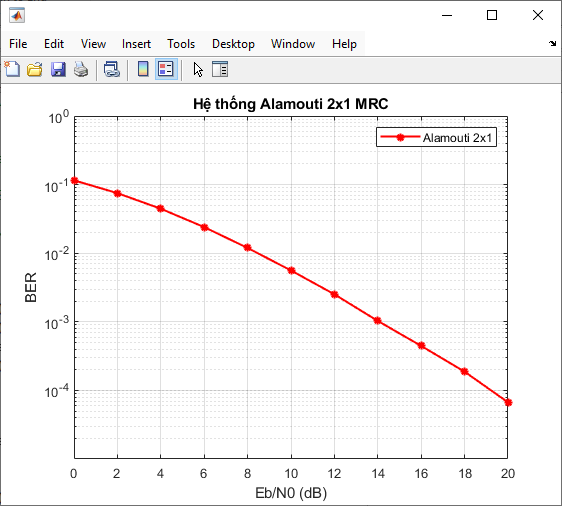 File Edit View Insert Tools Desktop Window Help
Hệ thống Alamouti 2x1 MRC
Alamouti 2x1
10^0
10^-1
10^-2
10^-3
10^-4
BER
0 2 4 6 8 10 12 14 16 18 20
Eb/N0 (dB)